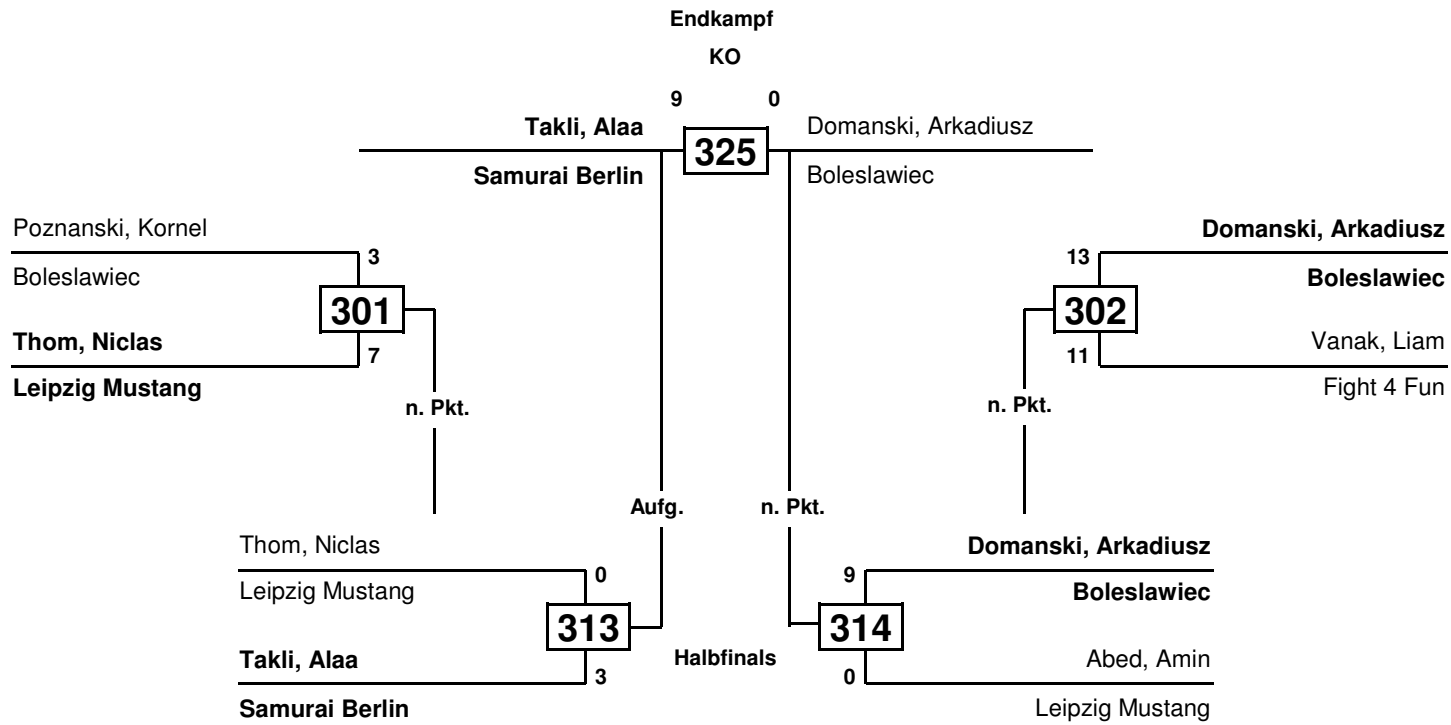 Endkampf
KO
9 0
Takli, Alaa
325
Domanski, Arkadiusz
Samurai Berlin
Boleslawiec
Poznanski, Kornel
3
Boleslawiec
301
Thom, Niclas
7
Leipzig Mustang
n. Pkt.
Domanski, Arkadiusz
13
Boleslawiec
302
Vanak, Liam
11
Fight 4 Fun
n. Pkt.
Aufg.
n. Pkt.
Thom, Niclas
0
Leipzig Mustang
313
Takli, Alaa
3
Samurai Berlin
Halbfinals
Domanski, Arkadiusz
9
Boleslawiec
314
Abed, Amin
0
Leipzig Mustang